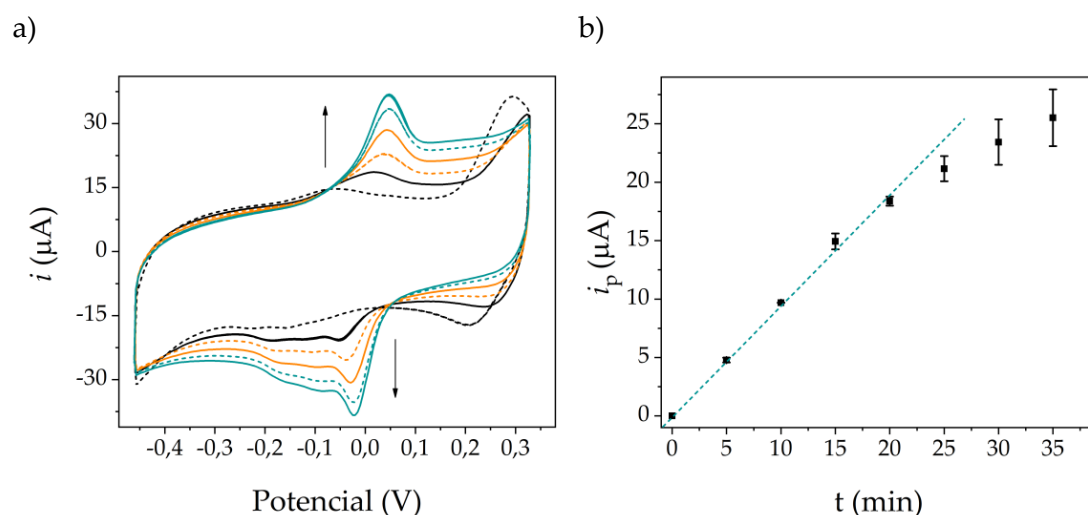 a)
b)
30
15
0
-15
-30
i (µA)
-0,4 -0,3 -0,2 -0,1 0,0 0,1 0,2 0,3
Potencial (V)
25
20
15
10
5
0
ip (µA)
0 5 10 15 20 25 30 35
t (min)